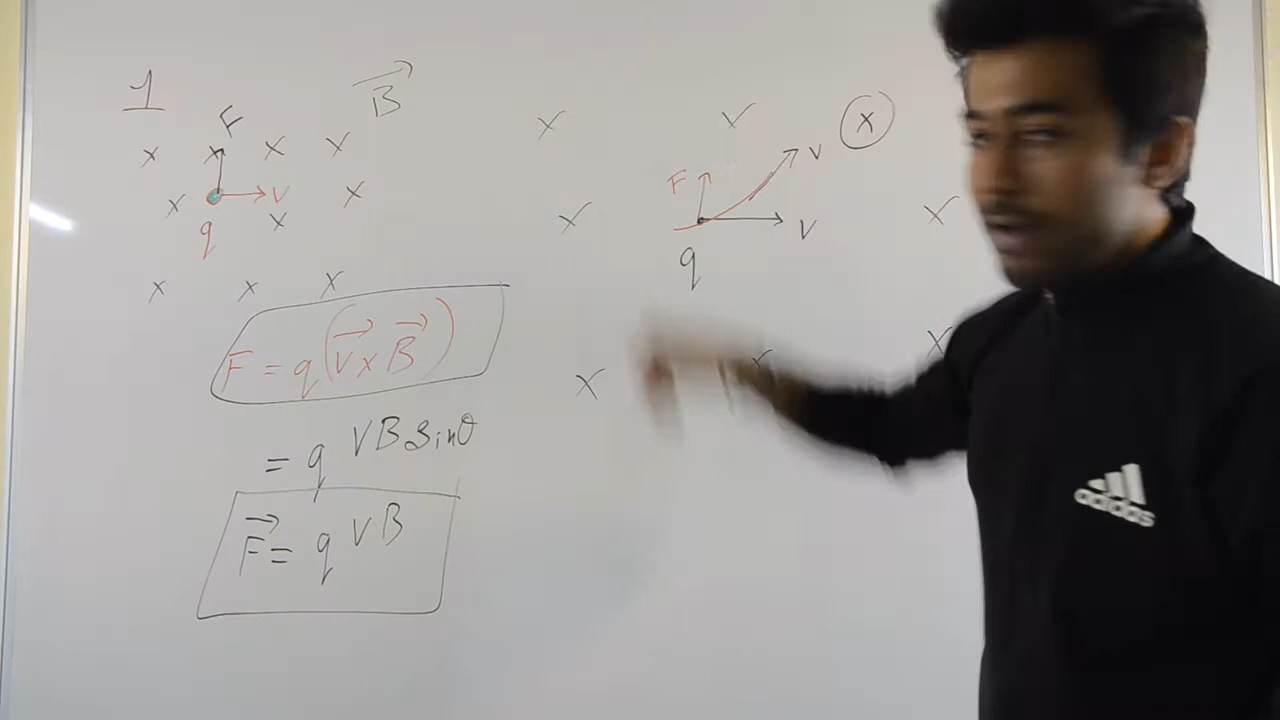 1
B
F
x x x x
x v x
q
x
x x x
F = q(v x B)
= q VB sinθ
F = q VB
x x x
F v
v x
x
q
x x x
adidas